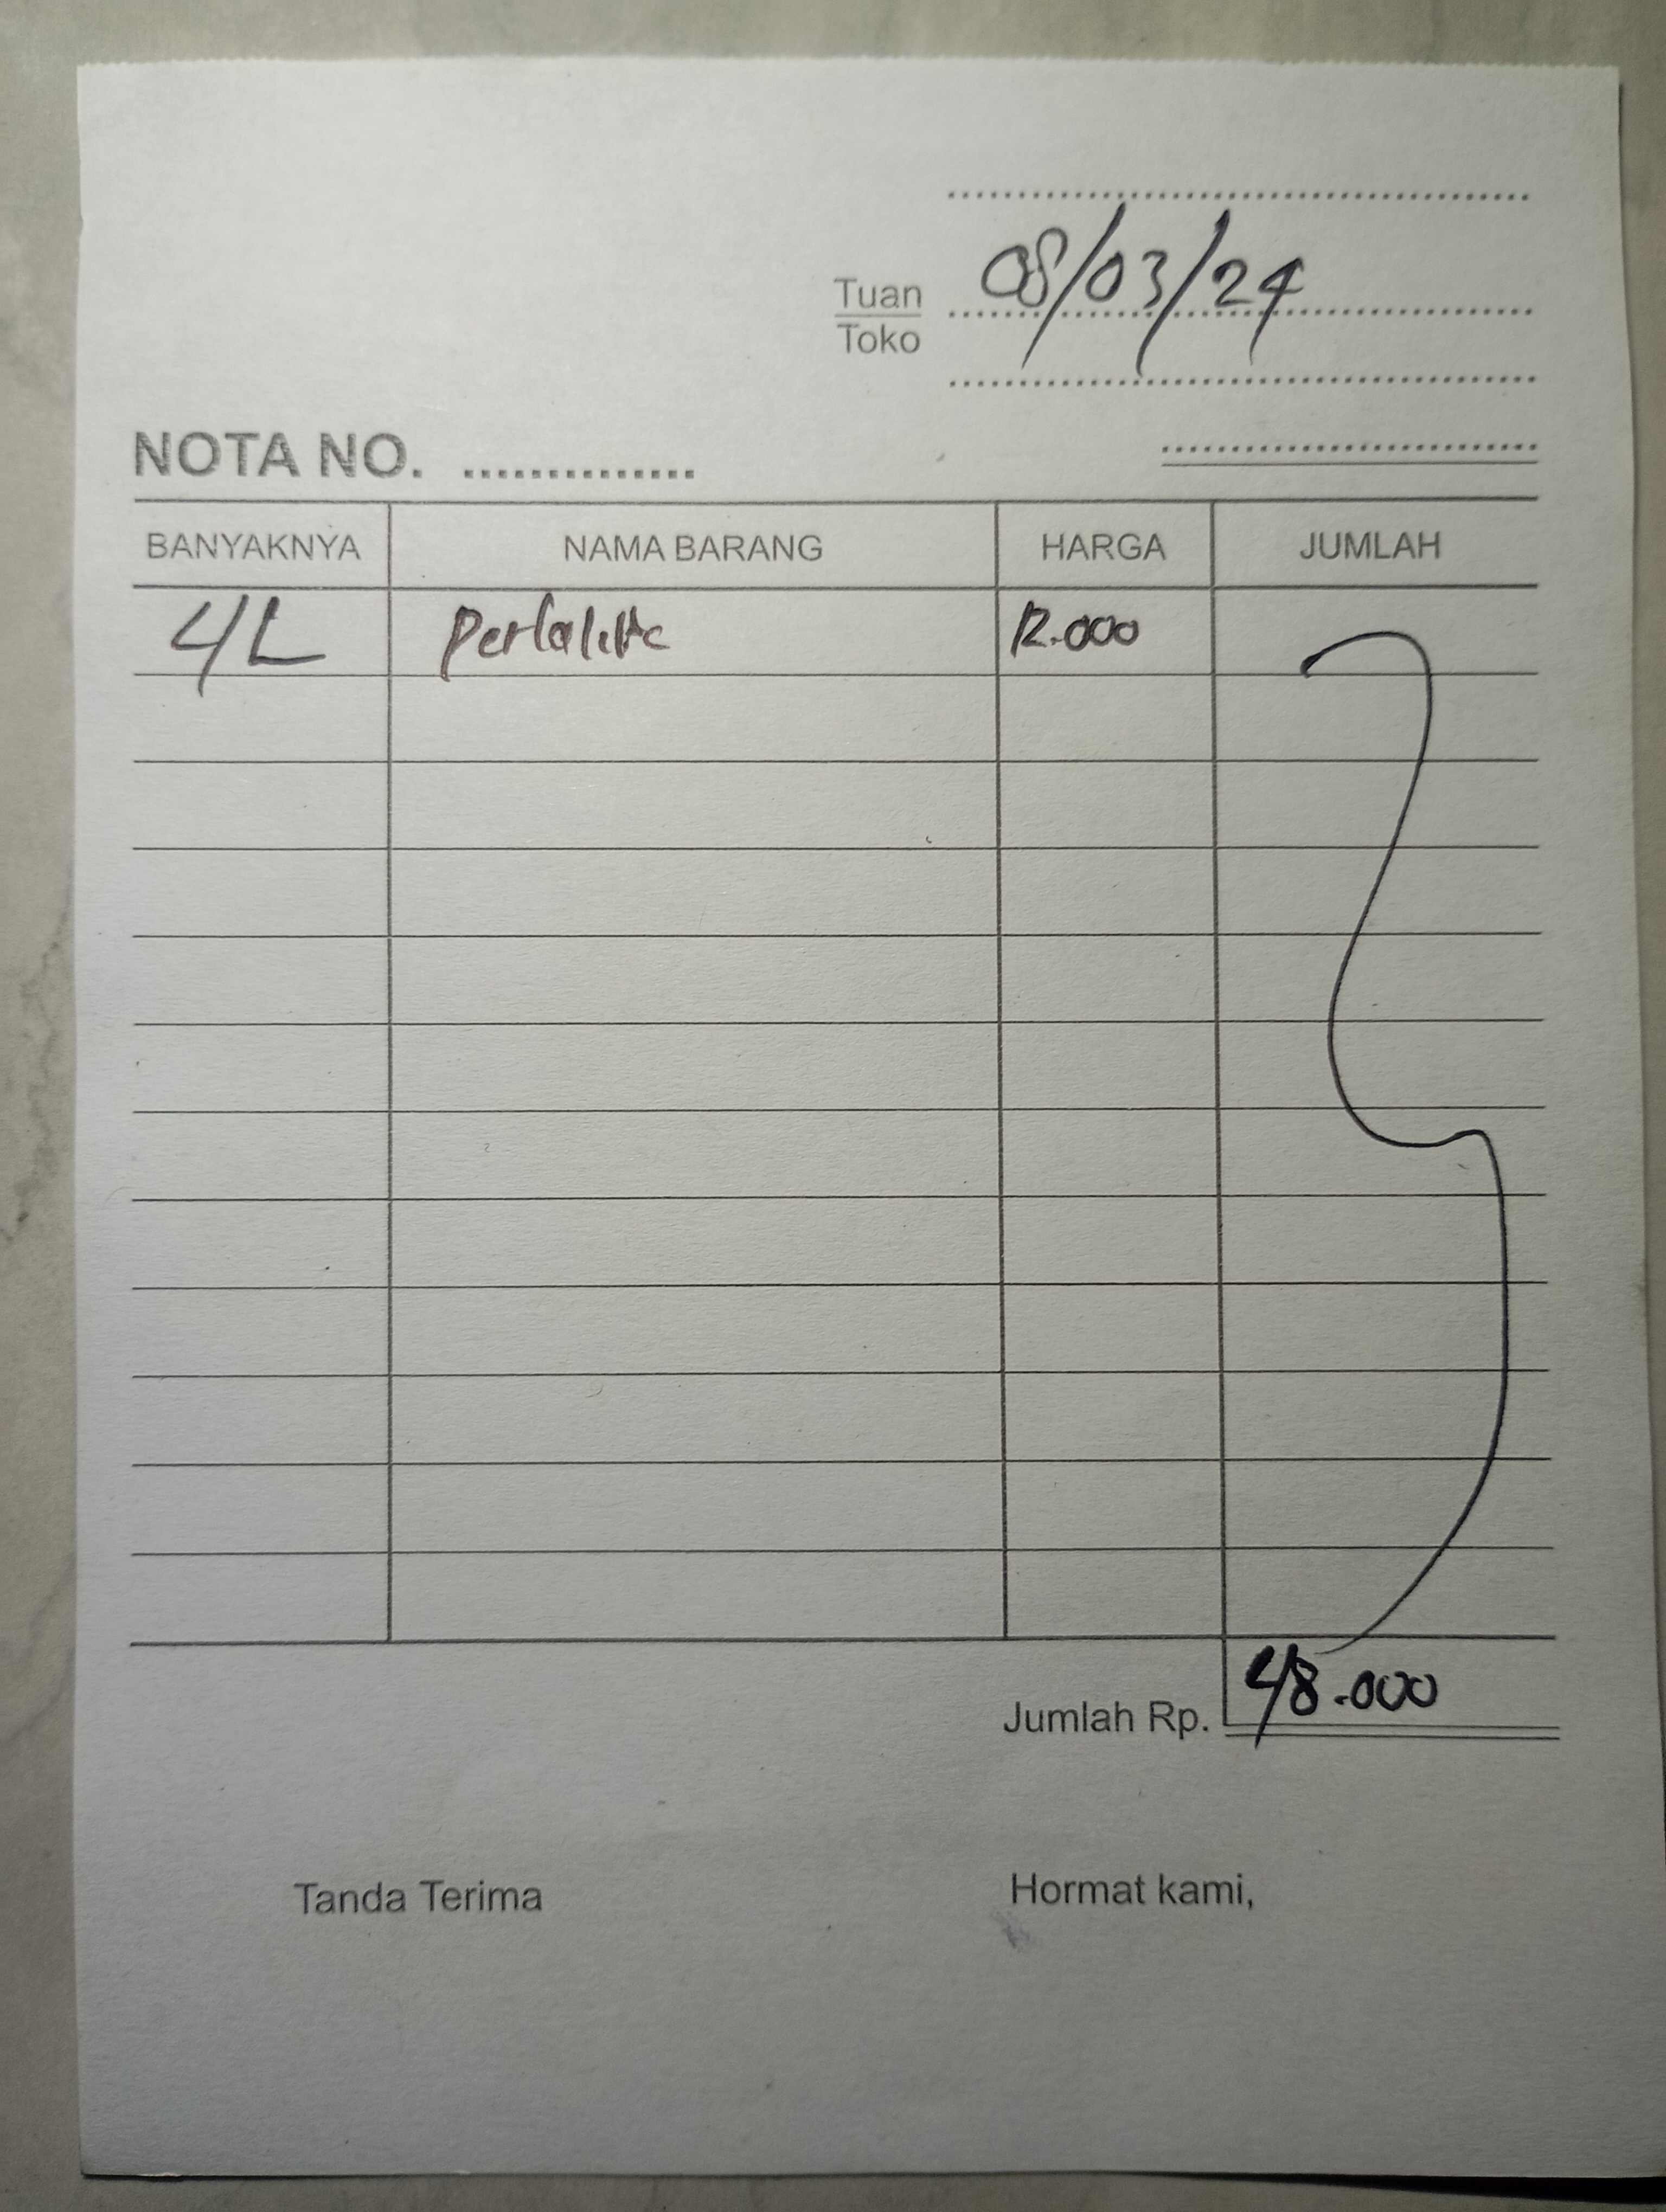 08/03/24
Tuan
Toko
NOTA NO. ..............
BANYAKNYA NAMA BARANG HARGA JUMLAH
4L Pertalite 12.000
Jumlah Rp. 48.000
Tanda Terima Hormat kami,